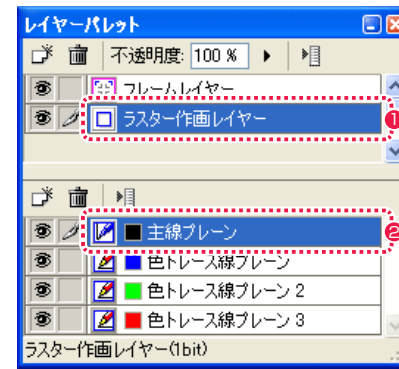 レイヤーパレット
不透明度: 100 %
フレームレイヤー
ラスター作画レイヤー
1
主線プレーン
2
色トレース線プレーン
色トレース線プレーン 2
色トレース線プレーン 3
ラスター作画レイヤー(1bit)